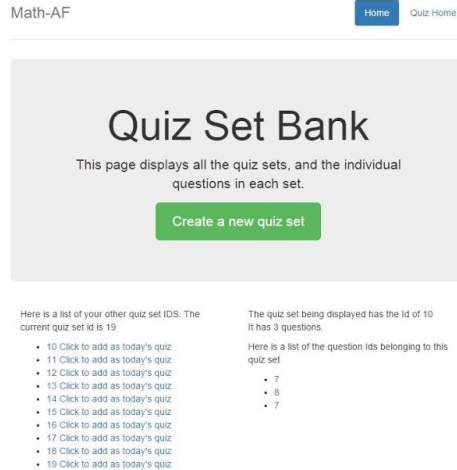 Math-AF
Home
Quiz Home
Quiz Set Bank
This page displays all the quiz sets, and the individual
questions in each set.
Create a new quiz set
Here is a list of your other quiz set IDS. The
current quiz set id is 19
10 Click to add as today's quiz
11 Click to add as today's quiz
12 Click to add as today's quiz
13 Click to add as today's quiz
14 Click to add as today's quiz
15 Click to add as today's quiz
16 Click to add as today's quiz
17 Click to add as today's quiz
18 Click to add as today's quiz
19 Click to add as today's quiz
The quiz set being displayed has the Id of 10
It has 3 questions.
Here is a list of the question Ids belonging to this
quiz set
7
8
7